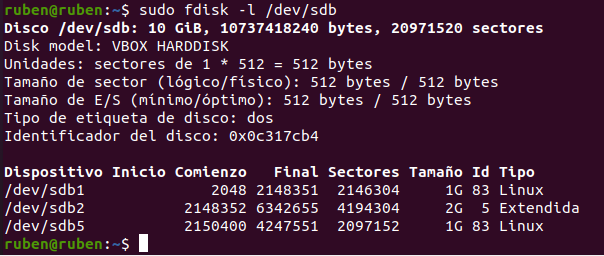 ruben@ruben:~$ sudo fdisk -l /dev/sdb
Disco /dev/sdb: 10 GiB, 10737418240 bytes, 20971520 sectores
Disk model: VBOX HARDDISK
Unidades: sectores de 1 * 512 = 512 bytes
Tamaño de sector (lógico/físico): 512 bytes / 512 bytes
Tamaño de E/S (mínimo/óptimo): 512 bytes / 512 bytes
Tipo de etiqueta de disco: dos
Identificador del disco: 0x0c317cb4
Dispositivo Inicio Comienzo Final Sectores Tamaño Id Tipo
/dev/sdb1 2048 2148351 2146304 1G 83 Linux
/dev/sdb2 2148352 6342655 4194304 2G 5 Extendida
/dev/sdb5 2150400 4247551 2097152 1G 83 Linux
ruben@ruben:~$